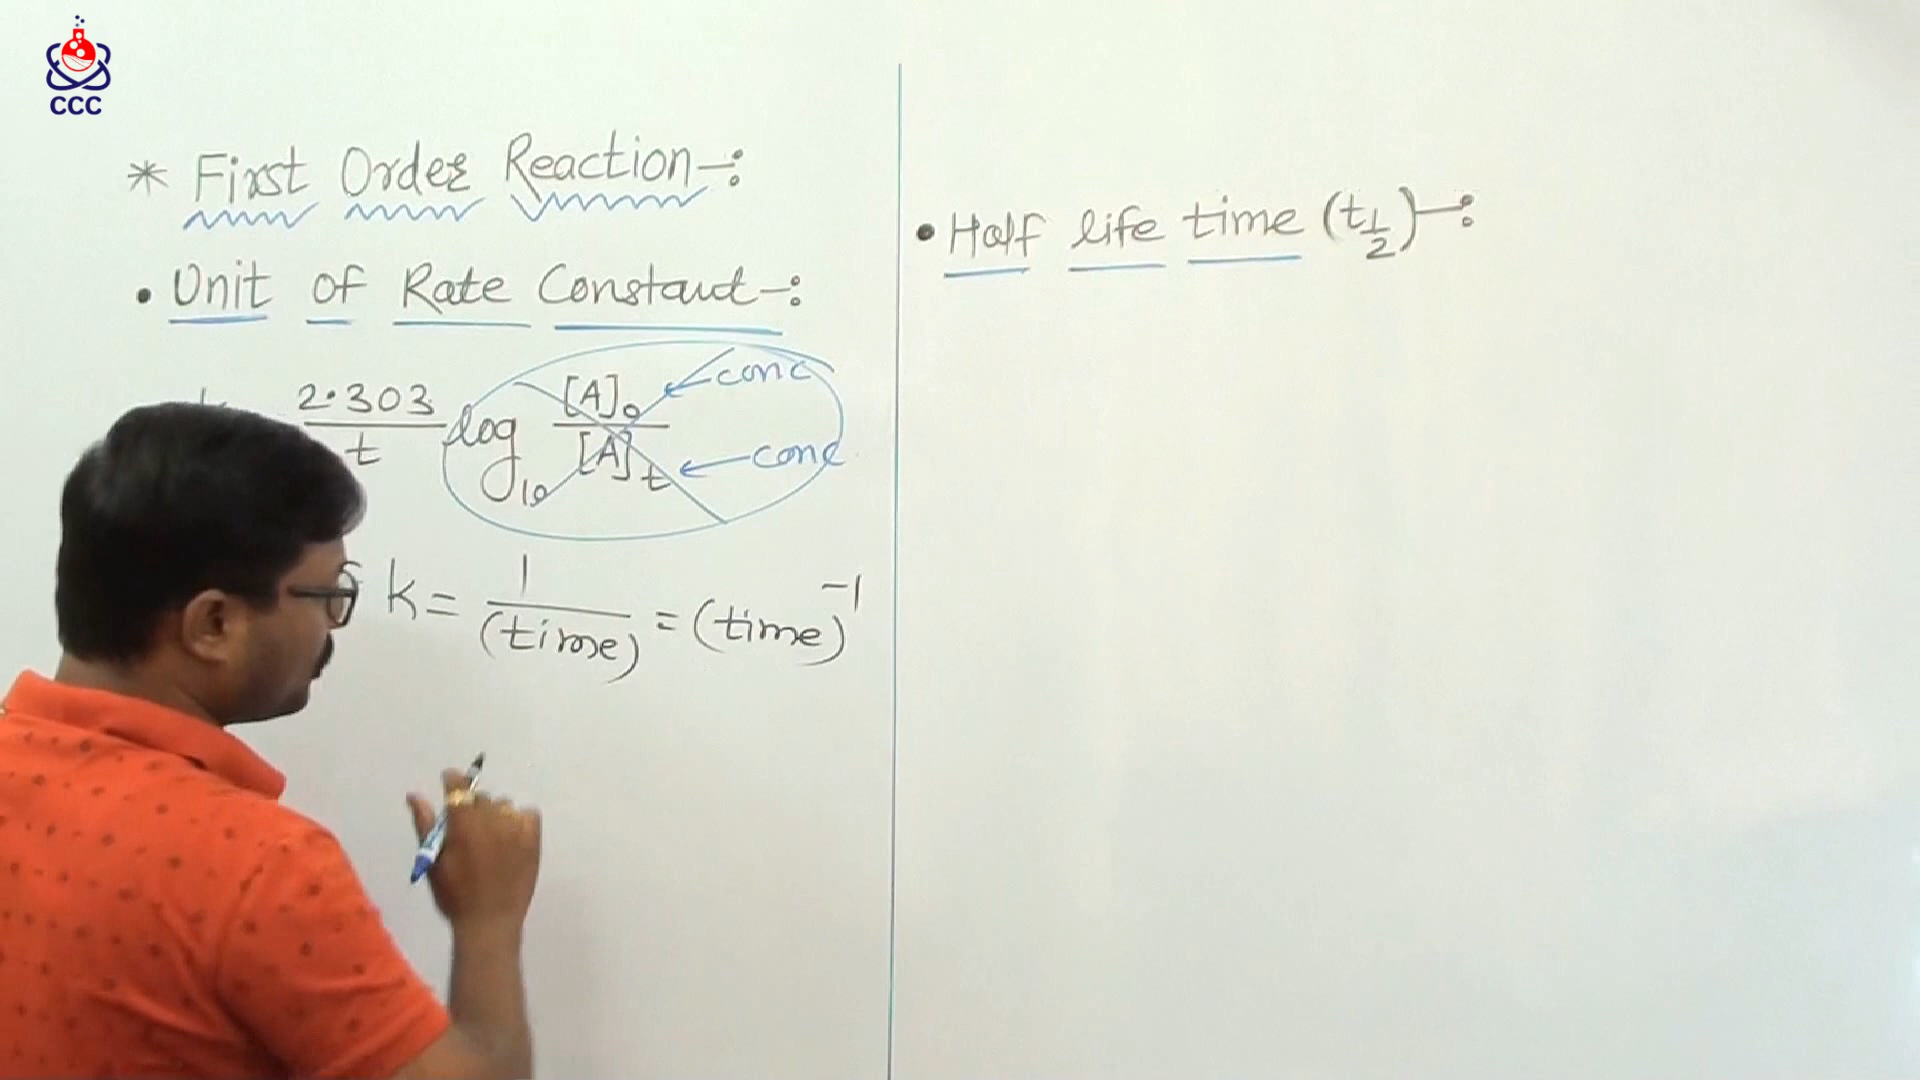 CCC
* First Order Reaction-:
• Unit of Rate Constant-:
2.303/t log10 [A]o/[A]t ← conc ← conc
k = 1/(time) = (time)^-1
• Half life time (t1/2)-: